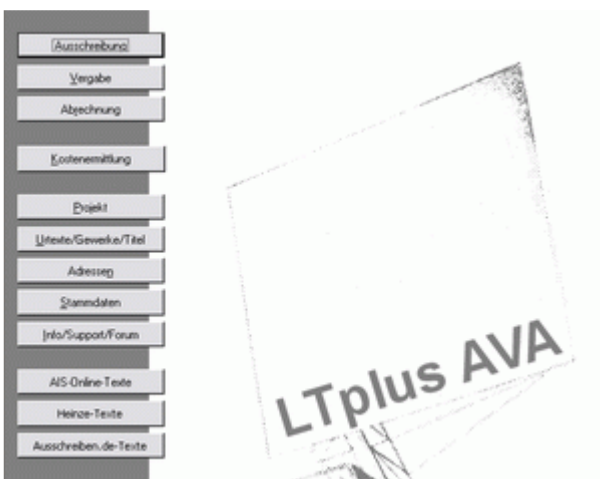 Ausschreibung
Vergabe
Abrechnung
Kostenermittlung
Projekt
Urtexte/Gewerke/Titel
Adressen
Stammdaten
Info/Support/Forum
AIS-Online-Texte
Heinze-Texte
Ausschreiben.de-Texte
LTplus AVA